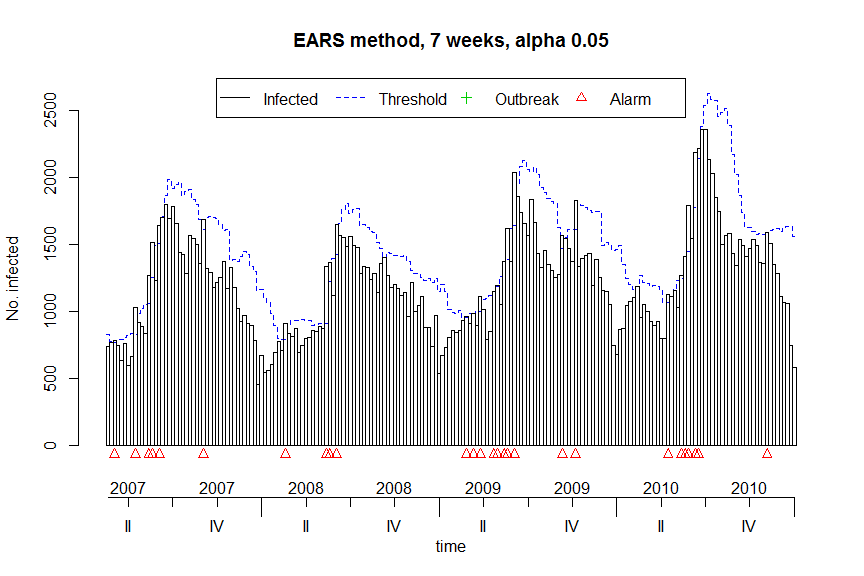 EARS method, 7 weeks, alpha 0.05
Infected Threshold Outbreak Alarm
No. infected
2500
2000
1500
1000
500
0
2007 2007 2008 2008 2009 2009 2010 2010
II IV II IV II IV II IV
time